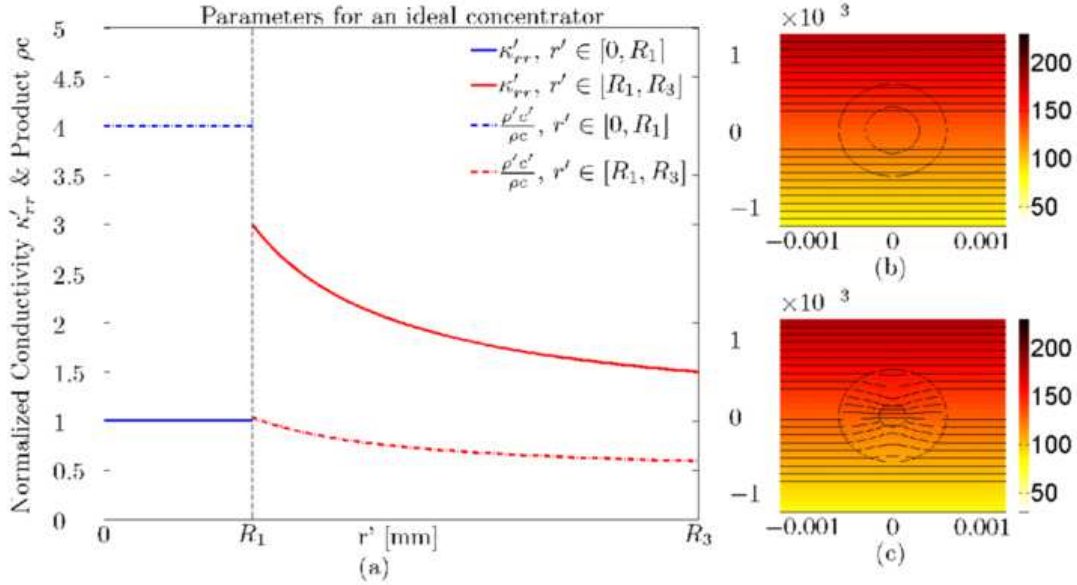 Parameters for an ideal concentrator
Normalized Conductivity κ′rr & Product ρc
5
4.5
4
3.5
3
2.5
2
1.5
1
0.5
0
0
R1
r' [mm]
R3
(a)
κ′rr, r′ ∈ [0, R1]
κ′rr, r′ ∈ [R1, R3]
ρ′c′/ρc, r′ ∈ [0, R1]
ρ′c′/ρc, r′ ∈ [R1, R3]
×10 3
1
0
−1
−0.001 0 0.001
(b)
200
150
100
50
×10 3
1
0
−1
−0.001 0 0.001
(c)
200
150
100
50